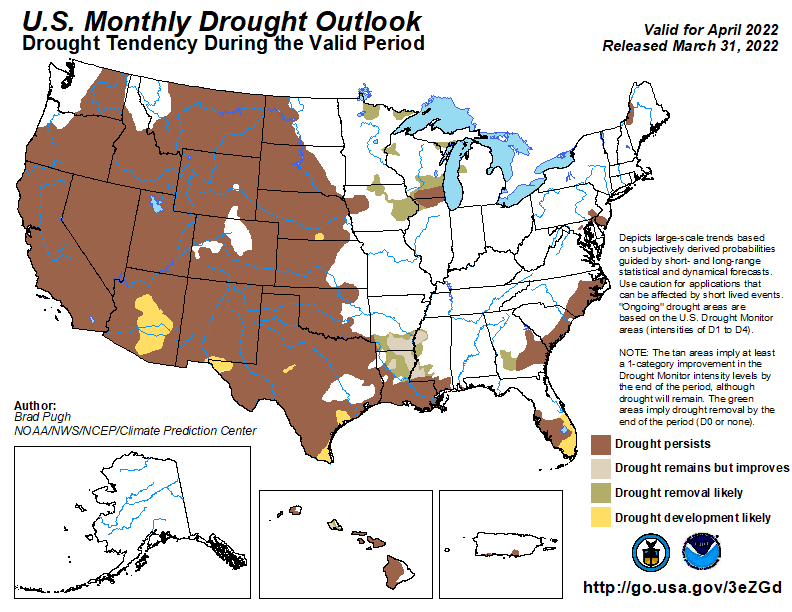 U.S. Monthly Drought Outlook
Drought Tendency During the Valid Period
Valid for April 2022
Released March 31, 2022
Depicts large-scale trends based
on subjectively derived probabilities
guided by short- and long-range
statistical and dynamical forecasts.
Use caution for applications that
can be affected by short lived events.
"Ongoing" drought areas are
based on the U.S. Drought Monitor
areas (intensities of D1 to D4).
NOTE: The tan areas imply at least
a 1-category improvement in the
Drought Monitor intensity levels by
the end of the period, although
drought will remain. The green
areas imply drought removal by the
end of the period (D0 or none).
Author:
Brad Pugh
NOAA/NWS/NCEP/Climate Prediction Center
Drought persists
Drought remains but improves
Drought removal likely
Drought development likely
http://go.usa.gov/3eZGd